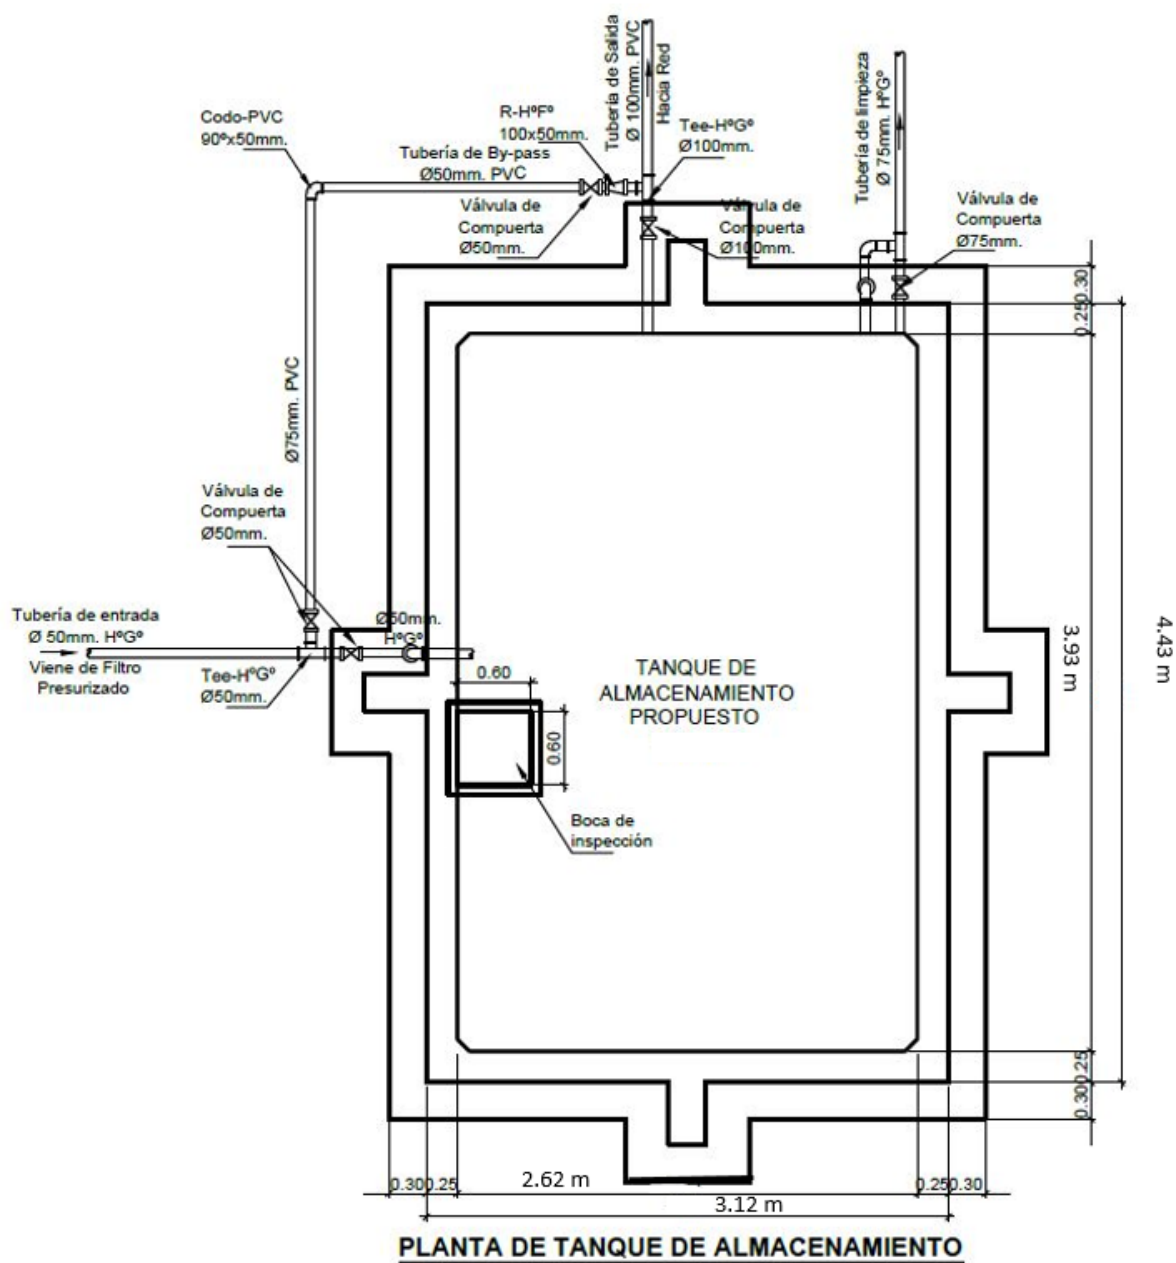 Tubería de Salida
Ø 100mm. PVC
Hacia Red
Tubería de limpieza
Ø 75mm. HºGº
Codo-PVC
90ºx50mm.
R-HºFº
100x50mm.
Tee-HºGº
Ø100mm.
Tubería de By-pass
Ø50mm. PVC
Válvula de
Compuerta
Ø50mm.
Válvula de
Compuerta
Ø100mm.
Válvula de
Compuerta
Ø75mm.
0.30
0.25
Ø75mm. PVC
Válvula de
Compuerta
Ø50mm.
Tubería de entrada
Ø 50mm. HºGº
Viene de Filtro
Presurizado
Tee-HºGº
Ø50mm.
Ø50mm.
HºGº
0.60
0.60
TANQUE DE
ALMACENAMIENTO
PROPUESTO
3.93 m
4.43 m
Boca de
inspección
0.25
0.30
0.30
0.25
2.62 m
0.25
0.30
3.12 m
PLANTA DE TANQUE DE ALMACENAMIENTO